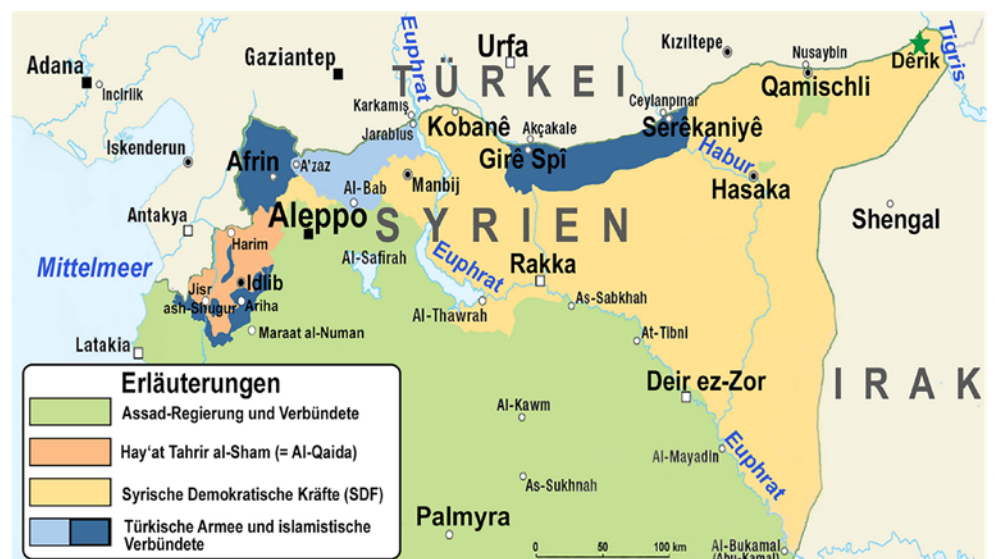 Euphrat
Urfa
Kızıltepe
Tigris
Adana
Gaziantep
Nusaybin
Dêrik
Incirlik
TÜRKEI
Qamischli
Karkamış
Ceylanpınar
Jarablus
Kobanê
Akçakale
Serêkaniyê
Iskenderun
Afrin
A'zaz
Girê Spî
Habur
Al-Bab
Manbij
Hasaka
Antakya
Aleppo
SYRIEN
Shengal
Harim
Mittelmeer
Al-Safirah
Euphrat
Rakka
Jisr
ash-Shugur
Idlib
Ariha
Al-Thawrah
As-Sabkhah
Maraat al-Numan
At-Tibni
Latakia
Deir ez-Zor
IRAK
Erläuterungen
Assad-Regierung und Verbündete
Hay‘at Tahrir al-Sham (= Al-Qaida)
Syrische Demokratische Kräfte (SDF)
Türkische Armee und islamistische
Verbündete
Al-Kawm
Al-Mayadin
Euphrat
As-Sukhnah
Palmyra
0 50 100 km
Al-Bukamal
(Abu-Kamal)